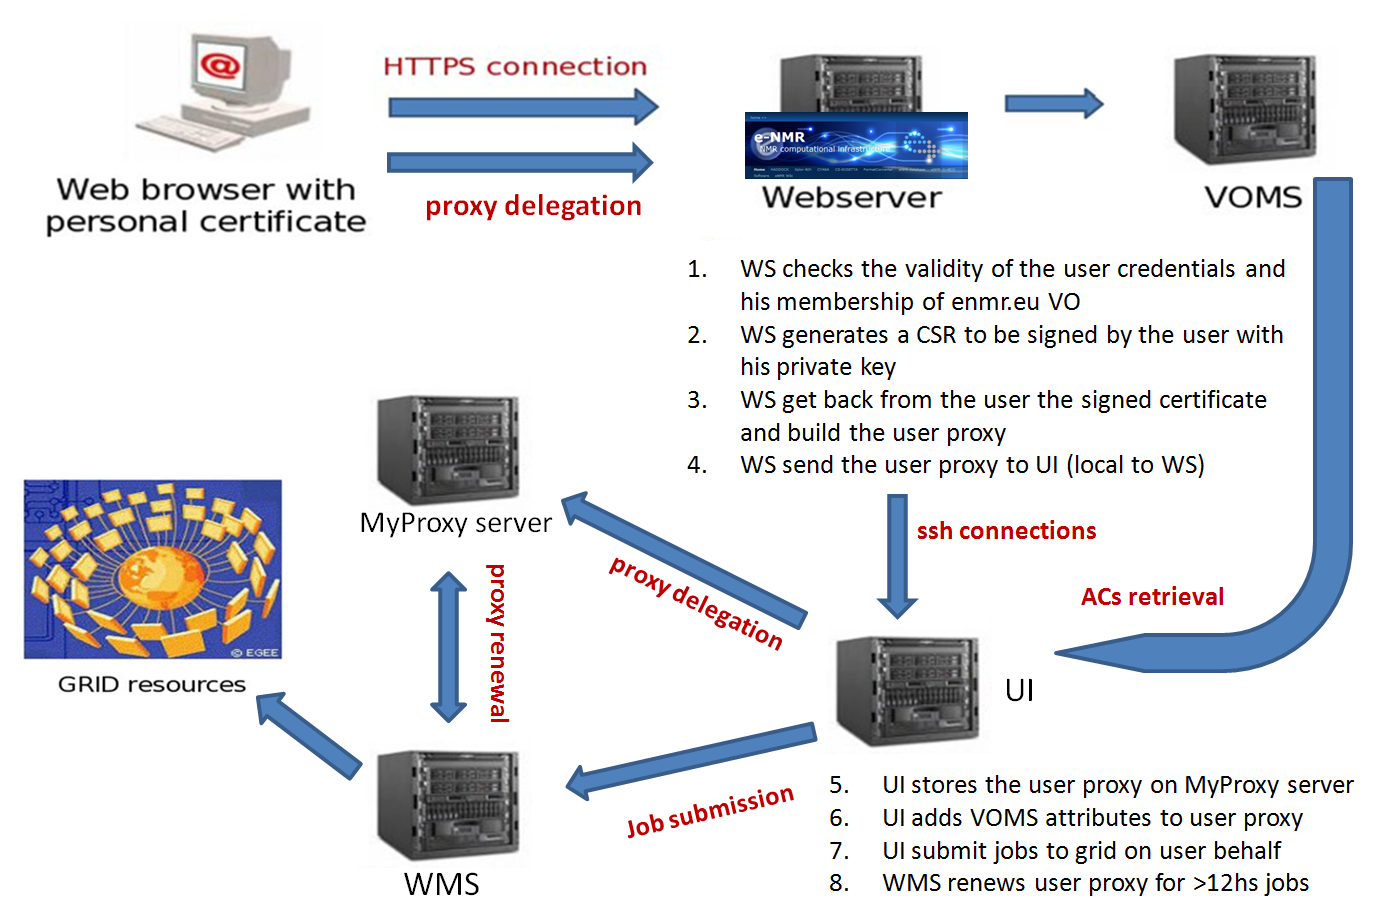 HTTPS connection
proxy delegation
Web browser with
personal certificate
@
e-NMR
NMR computational infrastructure
Home
Webserver
VOMS
1. WS checks the validity of the user credentials and
his membership of enmr.eu VO
2. WS generates a CSR to be signed by the user with
his private key
3. WS get back from the user the signed certificate
and build the user proxy
4. WS send the user proxy to UI (local to WS)
MyProxy server
ssh connections
proxy delegation
proxy renewal
ACs retrieval
© EGEE
GRID resources
UI
Job submission
WMS
5. UI stores the user proxy on MyProxy server
6. UI adds VOMS attributes to user proxy
7. UI submit jobs to grid on user behalf
8. WMS renews user proxy for >12hs jobs